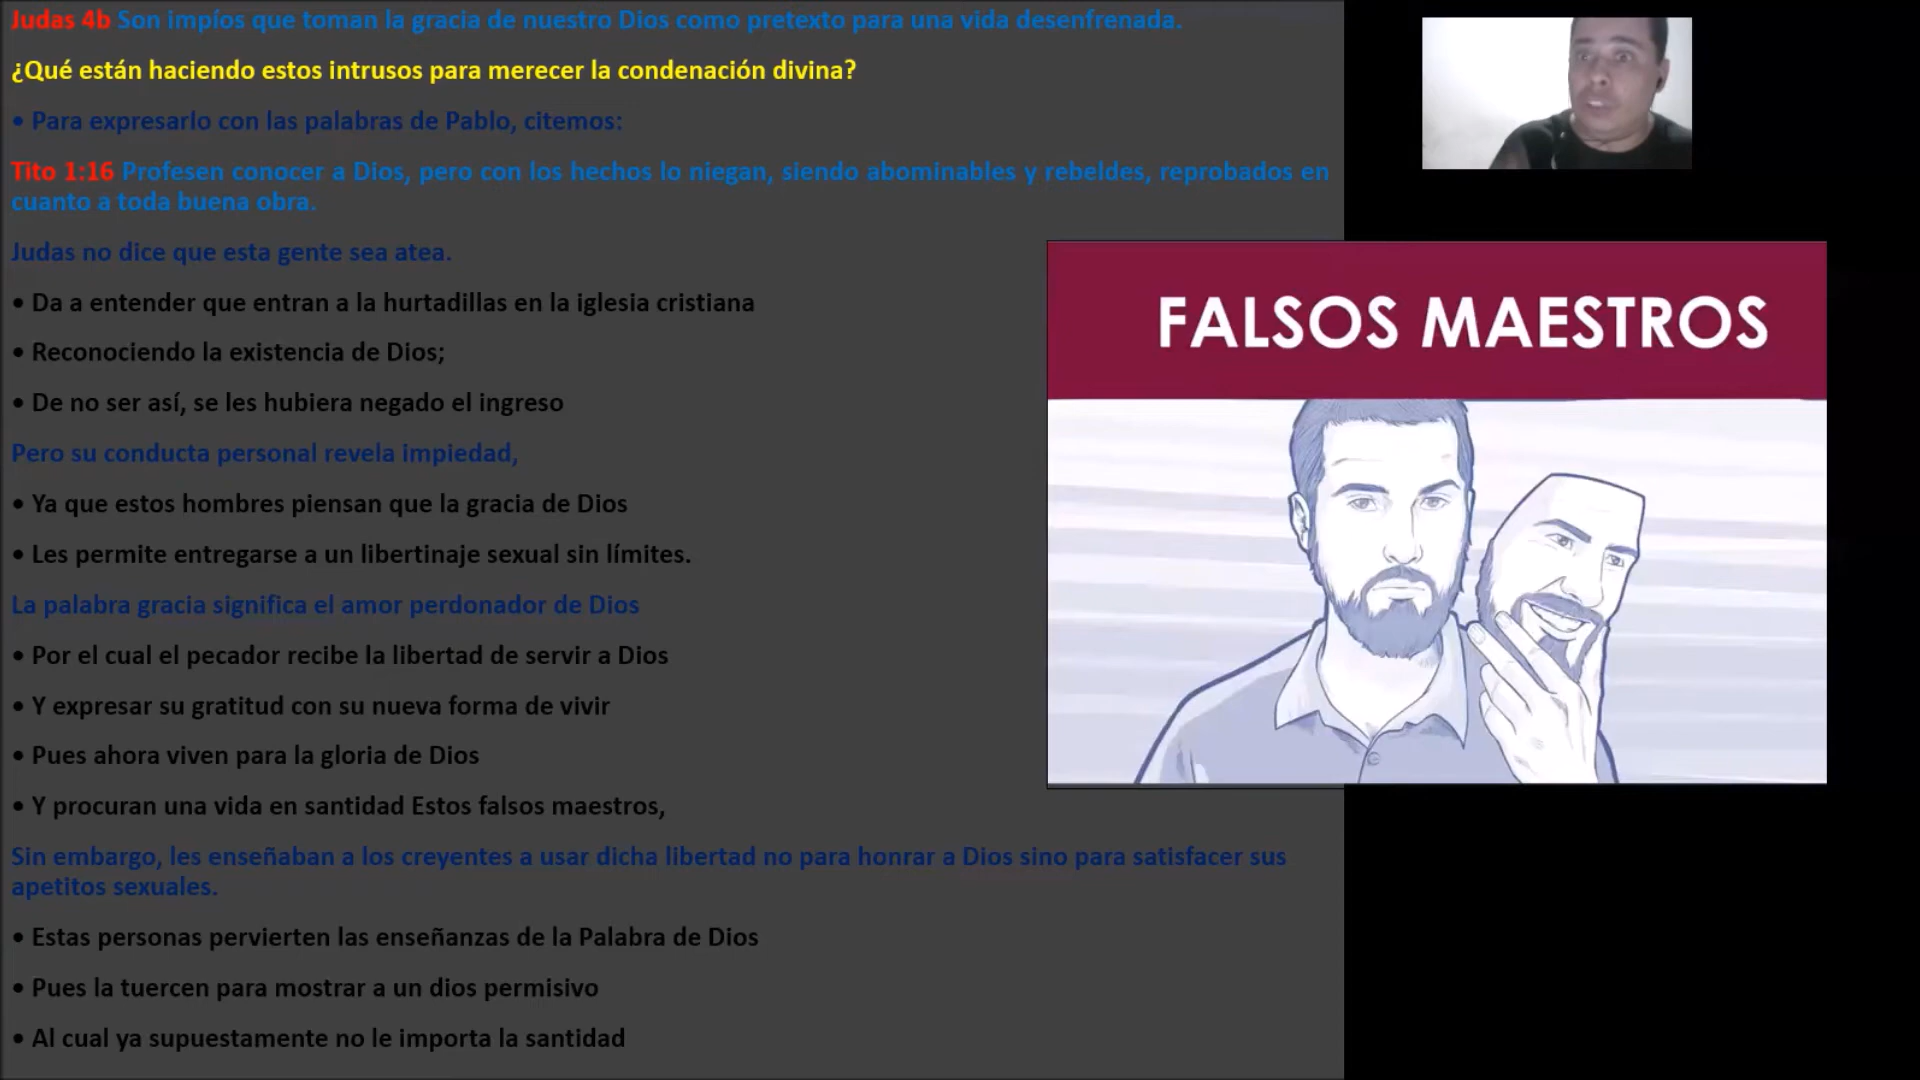 Judas 4b Son impíos que toman la gracia de nuestro Dios como pretexto para una vida desenfrenada.
¿Qué están haciendo estos intrusos para merecer la condenación divina?
• Para expresarlo con las palabras de Pablo, citemos:
Tito 1:16 Profesen conocer a Dios, pero con los hechos lo niegan, siendo abominables y rebeldes, reprobados en
cuanto a toda buena obra.
Judas no dice que esta gente sea atea.
• Da a entender que entran a la hurtadillas en la iglesia cristiana
• Reconociendo la existencia de Dios;
• De no ser así, se les hubiera negado el ingreso
Pero su conducta personal revela impiedad,
• Ya que estos hombres piensan que la gracia de Dios
• Les permite entregarse a un libertinaje sexual sin límites.
La palabra gracia significa el amor perdonador de Dios
• Por el cual el pecador recibe la libertad de servir a Dios
• Y expresar su gratitud con su nueva forma de vivir
• Pues ahora viven para la gloria de Dios
• Y procuran una vida en santidad Estos falsos maestros,
Sin embargo, les enseñaban a los creyentes a usar dicha libertad no para honrar a Dios sino para satisfacer sus
apetitos sexuales.
• Estas personas pervierten las enseñanzas de la Palabra de Dios
• Pues la tuercen para mostrar a un dios permisivo
• Al cual ya supuestamente no le importa la santidad
FALSOS MAESTROS